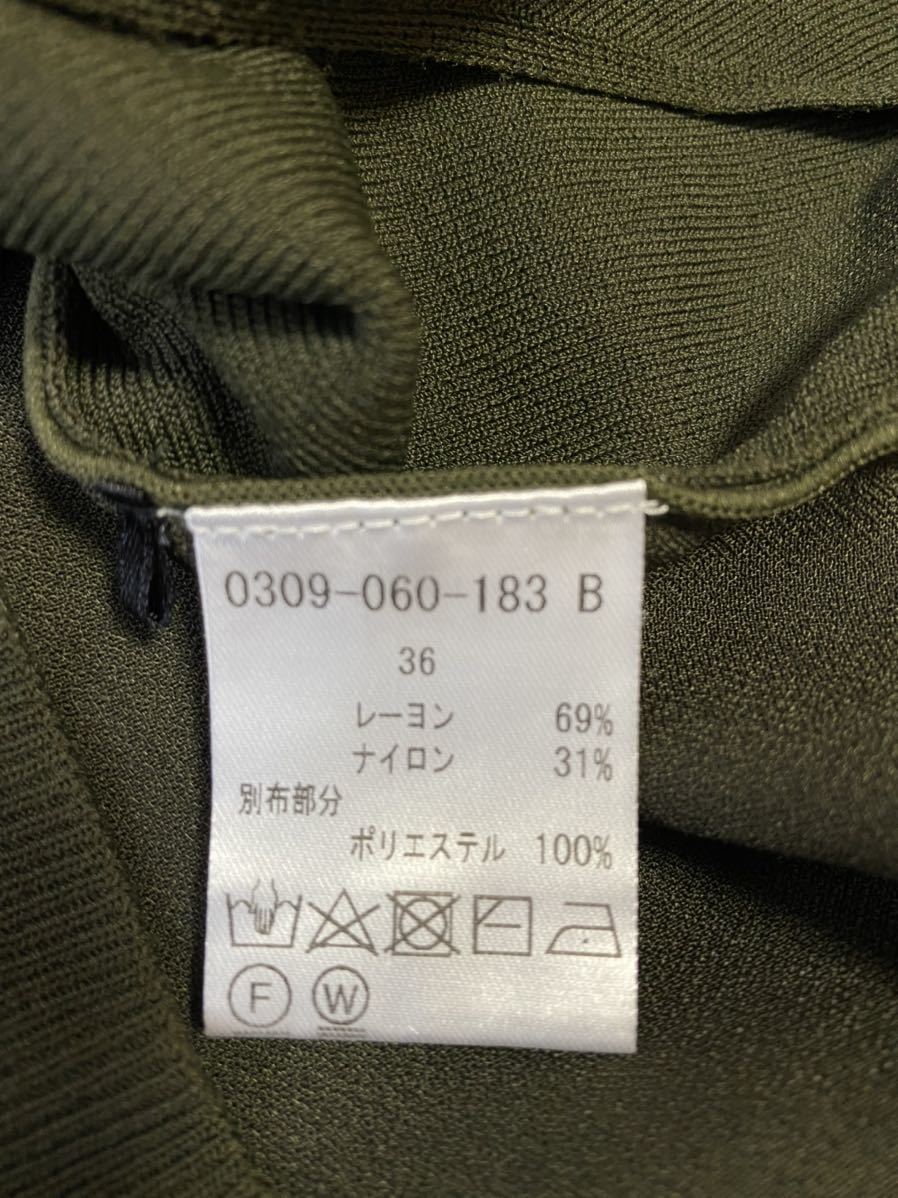 0309-060-183 B
36
レーヨン 69%
ナイロン 31%
別布部分
ポリエステル 100%
F W